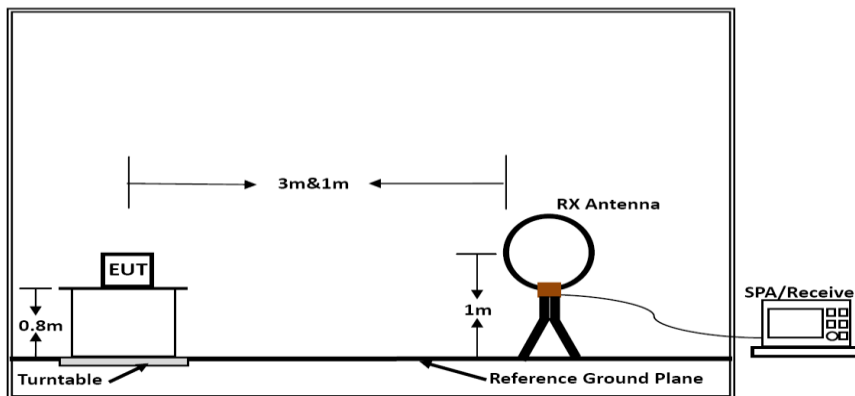 3m&1m
RX Antenna
EUT
SPA/Receive
0.8m
1m
Turntable
Reference Ground Plane